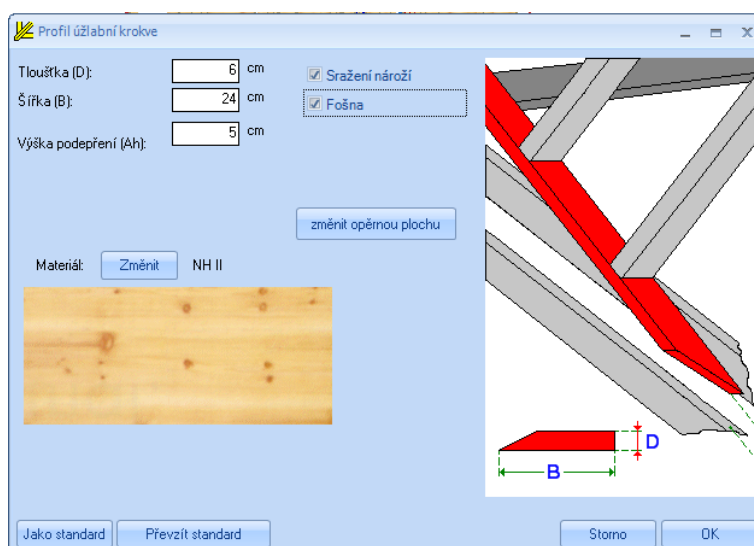 Profil úžlabní krokve
Tloušťka (D): 6 cm
Sražení nároží
Šířka (B): 24 cm
Fošna
Výška podepření (Ah): 5 cm
změnit opěrnou plochu
Materiál: Změnit NH II
D
B
Jako standard Převzít standard Storno OK